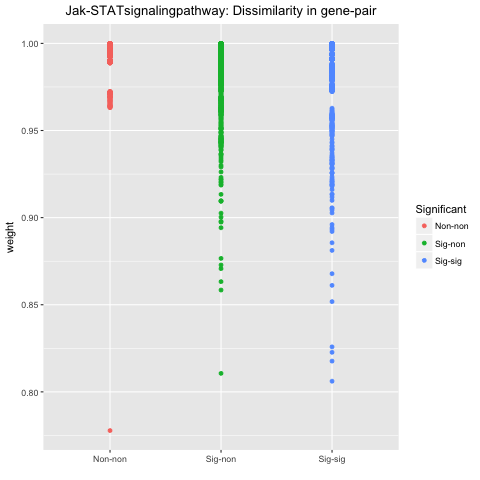 Jak-STATsignalingpathway: Dissimilarity in gene-pair
weight
1.00
0.95
0.90
0.85
0.80
Non-non
Sig-non
Sig-sig
Significant
Non-non
Sig-non
Sig-sig